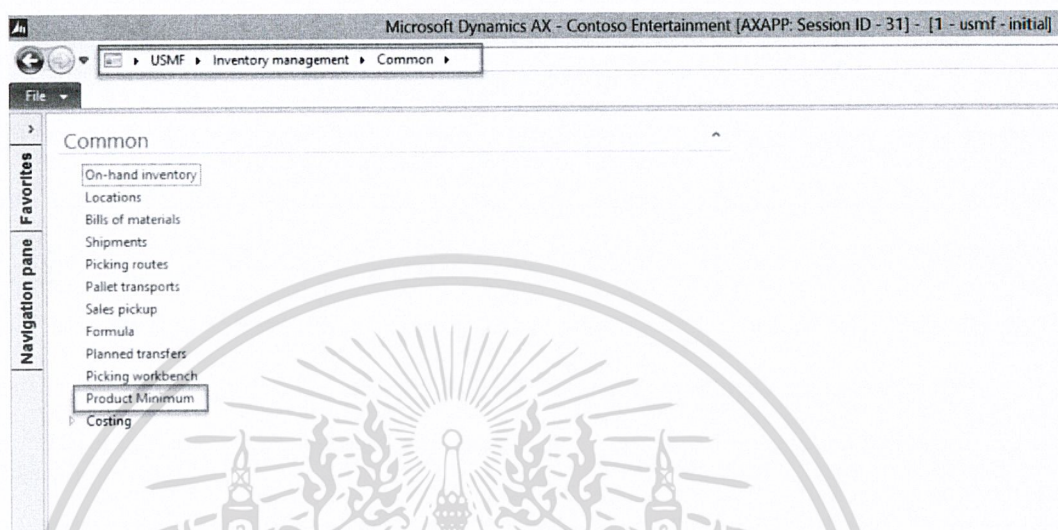 Microsoft Dynamics AX - Contoso Entertainment [AXAPP: Session ID - 31] - [1 - usmf - initial]
USMF Inventory management Common
File
Common
On-hand inventory
Locations
Bills of materials
Shipments
Picking routes
Pallet transports
Sales pickup
Formula
Planned transfers
Picking workbench
Product Minimum
Costing
Favorites
Navigation pane